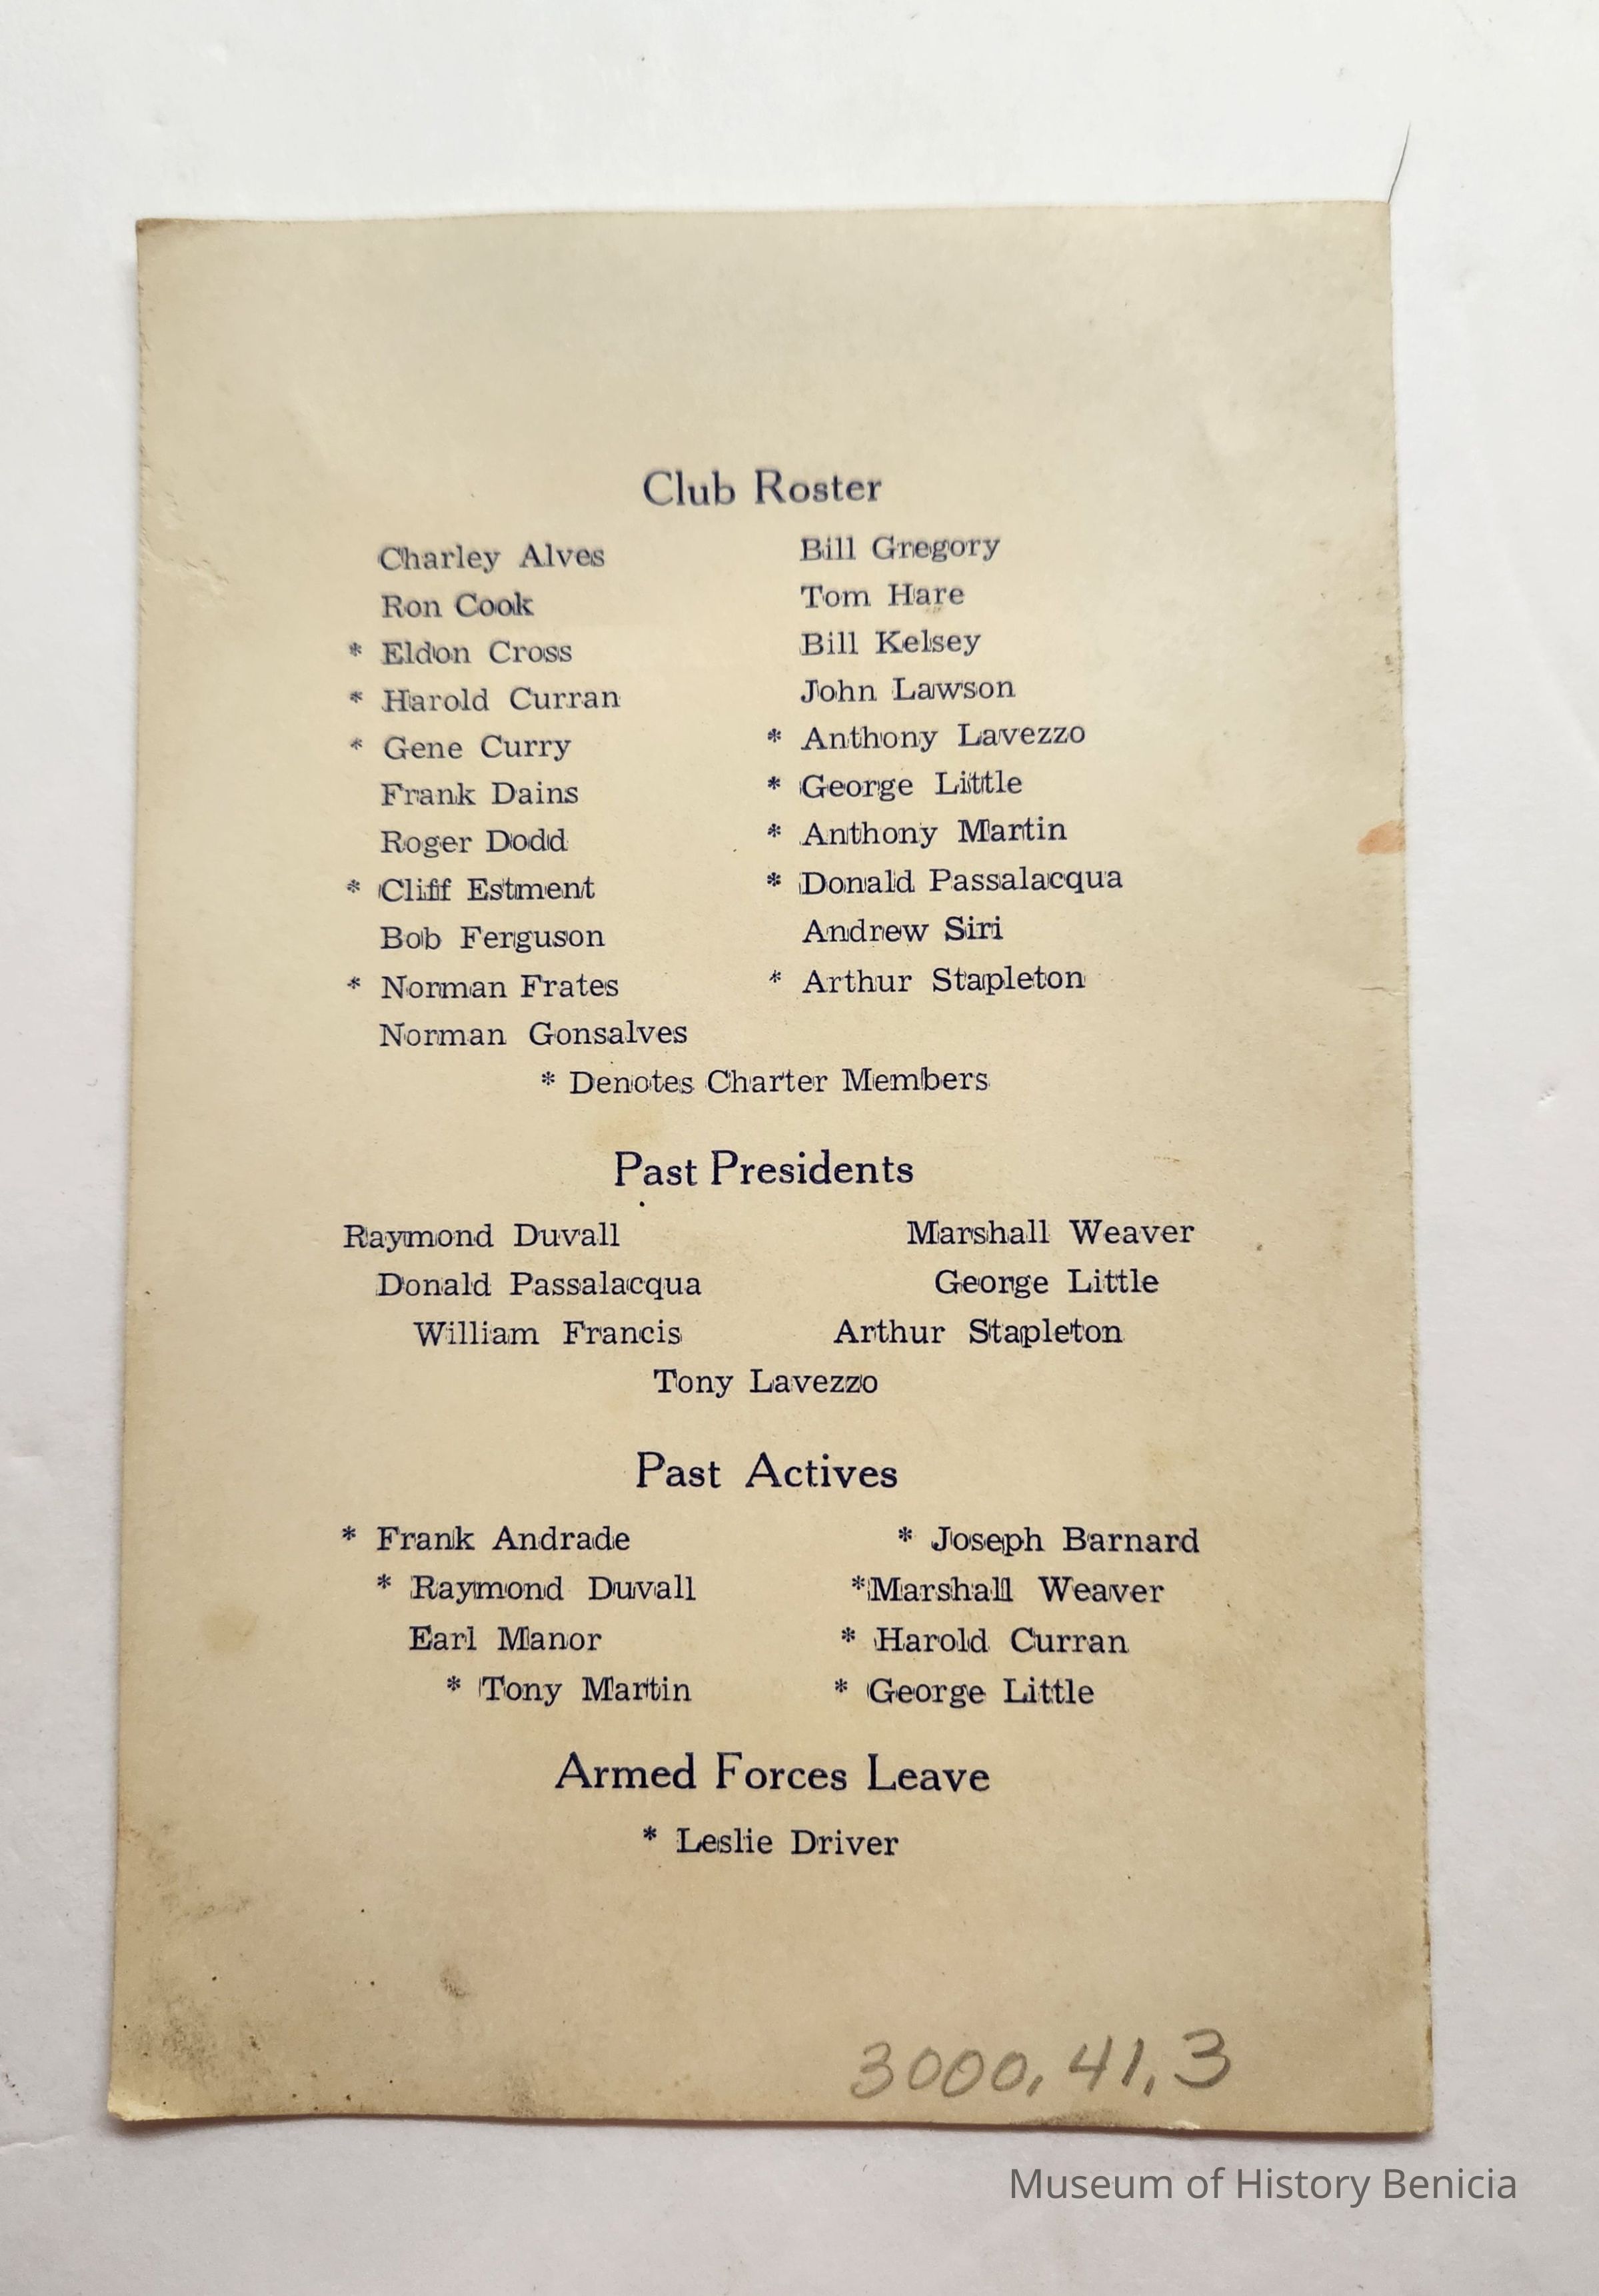 Club Roster
Charley Alves
Ron Cook
* Eldon Cross
* Harold Curran
* Gene Curry
Frank Dains
Roger Dodd
* Cliff Estment
Bob Ferguson
* Norman Frates
Norman Gonsalves
Bill Gregory
Tom Hare
Bill Kelsey
John Lawson
* Anthony Lavezzo
* George Little
* Anthony Martin
* Donald Passalacqua
Andrew Siri
* Arthur Stapleton
* Denotes Charter Members
Past Presidents
Raymond Duvall Marshall Weaver
Donald Passalacqua George Little
William Francis Arthur Stapleton
Tony Lavezzo
Past Actives
* Frank Andrade * Joseph Barnard
* Raymond Duvall *Marshall Weaver
Earl Manor * Harold Curran
* Tony Martin * George Little
Armed Forces Leave
* Leslie Driver
3000,41,3
Museum of History Benicia